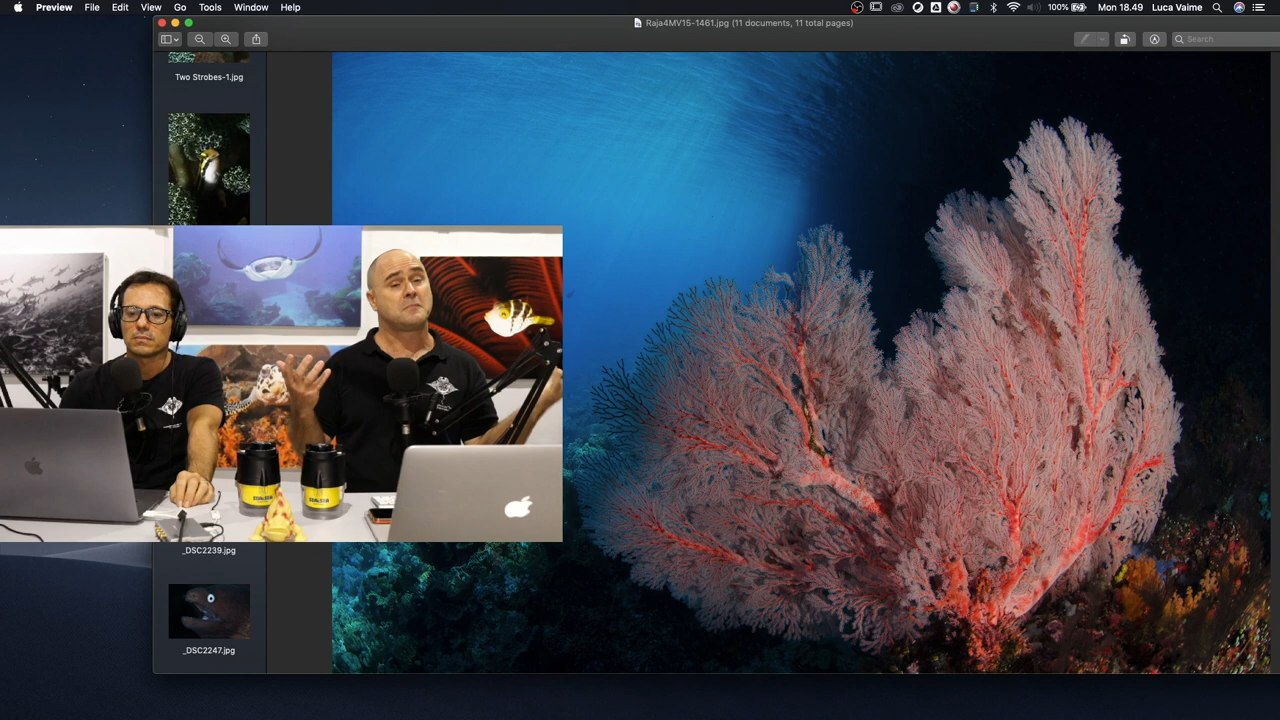 Preview File Edit View Go Tools Window Help
100% Mon 18.49 Luca Vaime
Raja4MV15-1461.jpg (11 documents, 11 total pages)
Search
Two Strobes-1.jpg
_DSC2239.jpg
_DSC2247.jpg